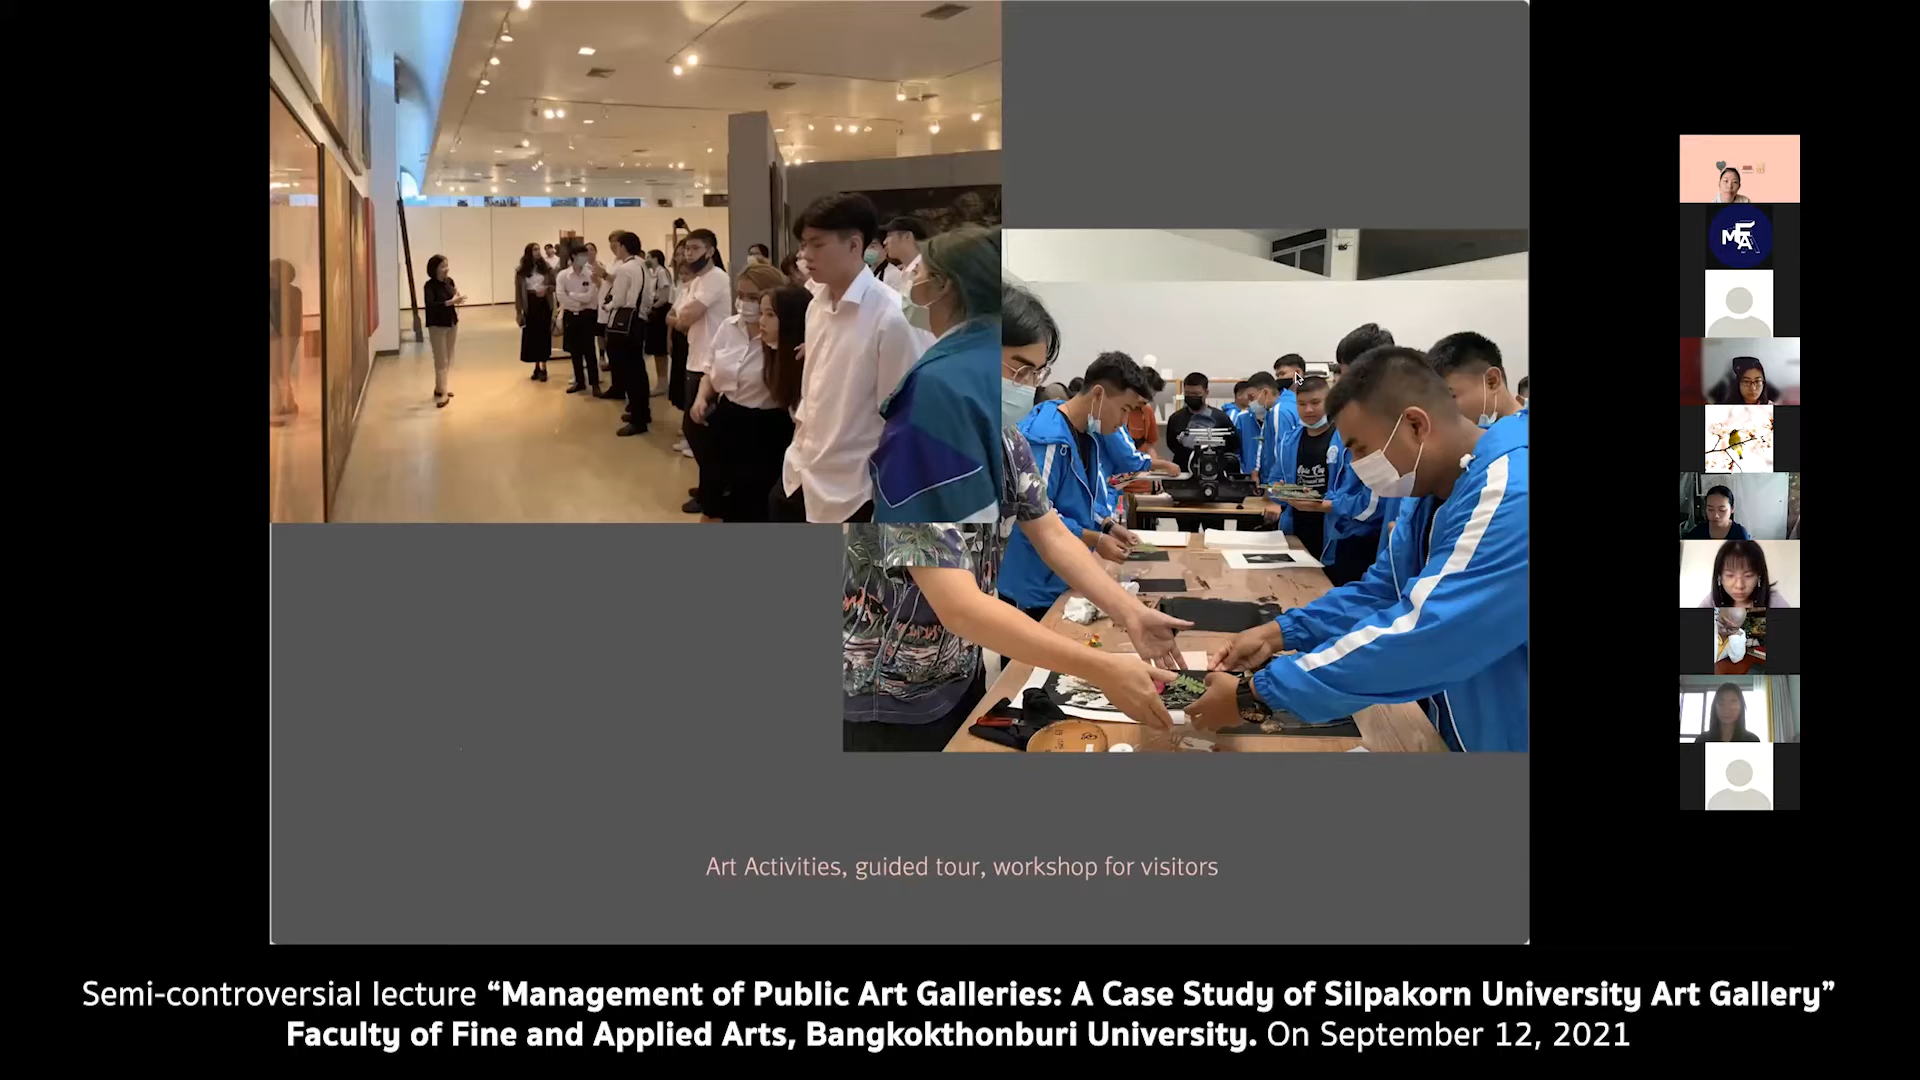 MFA
Art Activities, guided tour, workshop for visitors
Semi-controversial lecture “Management of Public Art Galleries: A Case Study of Silpakorn University Art Gallery”
Faculty of Fine and Applied Arts, Bangkokthonburi University. On September 12, 2021